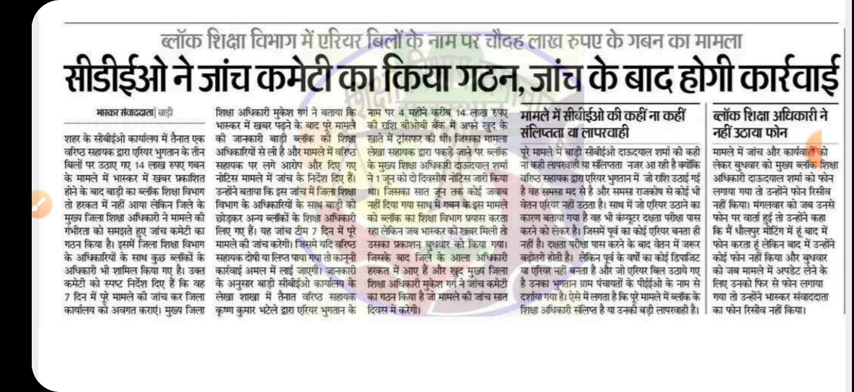 ब्लॉक शिक्षा विभाग में एरियर बिलों के नाम पर चौदह लाख रुपए के गबन का मामला
सीडीईओ ने जांच कमेटी का किया गठन, जांच के बाद होगी कार्रवाई
भास्कर संवाददाता| बाड़ी
शहर के सीबीईओ कार्यालय में तैनात एक
वरिष्ठ सहायक द्वारा एरियर भुगतान के तीन
बिलों पर उठाए गए 14 लाख रुपए गबन
के मामले में भास्कर में खबर प्रकाशित
होने के बाद बाड़ी का ब्लॉक शिक्षा विभाग
तो हरकत में नहीं आया लेकिन जिले के
मुख्य जिला शिक्षा अधिकारी ने मामले की
गंभीरता को समझते हुए जांच कमेटी का
गठन किया है। इसमें जिला शिक्षा विभाग
के अधिकारियों के साथ कुछ ब्लॉकों के
अधिकारी भी शामिल किया गए है। उक्त
कमेटी को स्पष्ट निर्देश दिए हैं कि वह
7 दिन में पूरे मामले की जांच कर जिला
कार्यालय को अवगत कराएं। मुख्य जिला
शिक्षा अधिकारी मुकेश गर्ग ने बताया कि
भास्कर में खबर पढ़ने के बाद पूरे मामले
की जानकारी बाड़ी ब्लॉक की शिक्षा
अधिकारियों से ली है और मामले में वरिष्ठ
सहायक पर लगे आरोप और दिए गए
नोटिस मामले में जांच के निर्देश दिए हैं।
उन्होंने बताया कि इस जांच में जिला शिक्षा
विभाग के अधिकारियों के साथ बाड़ी को
छोड़कर अन्य ब्लॉकों के शिक्षा अधिकारी
लिए गए हैं। यह जांच टीम 7 दिन में पूरे
मामले की जांच करेगी। जिसमे यदि वरिष्ठ
सहायक दोषी या लिप्त पाया गया तो कानूनी
कार्रवाई अमल में लाई जाएगी। जानकारी
के अनुसार बाड़ी सीबीईओ कार्यालय के
लेखा शाखा में तैनात वरिष्ठ सहायक
कृष्ण कुमार भटेले द्वारा एरियर भुगतान के
नाम पर 4 महीने करीब 14 लाख रुपए
की राशि बीओबी बैंक में अपने खुद के
खाते में ट्रांसफर की थी। जिसका मामला
लेखा सहायक द्वारा पकड़े जाने पर ब्लॉक
के मुख्य शिक्षा अधिकारी दाऊदयाल शर्मा
ने 1 जून को दो दिवसीय नोटिस जारी किया
था। जिसका सात जून तक कोई जवाब
नहीं दिया गया साथ में गबन के इस मामले
को ब्लॉक का शिक्षा विभाग प्रयास करता
रहा लेकिन जब भास्कर को खबर मिली तो
उसका प्रकाशन बुधवार को किया गया।
जिसके बाद जिले के आला अधिकारी
हरकत में आए हैं और खुद मुख्य जिला
शिक्षा अधिकारी मुकेश गर्ग ने जांच कमेटी
का गठन किया है जो मामले की जांच सात
दिवस में करेगी।
मामले में सीबीईओ की कहीं ना कहीं
संलिप्तता या लापरवाही
पूरे मामले में बाड़ी सीबीईओ दाऊदयाल शर्मा की कही
ना कही लापरवाही या संलिप्तता नजर आ रही है क्योंकि
वरिष्ठ सहायक द्वारा एरियर भुगतान में जो राशि उठाई गई
है वह समसा मद से है और समसा राजकोष से कोई भी
वेतन एरियर नहीं उठता है। साथ में जो एरियर उठाने का
कारण बताया गया है वह भी कंप्यूटर दक्षता परीक्षा पास
करने को लेकर है। जिसमें पूर्व का कोई एरियर बनता ही
नहीं है। दक्षता परीक्षा पास करने के बाद वेतन में जरूर
बढ़ोतरी होती है। लेकिन पूर्व के वर्षों का कोई डिपाजिट
या एरियर नहीं बनता है और जो एरियर बिल उठाये गए
है उनका भुगतान ग्राम पंचायतों के पीईईओ के नाम से
दर्शाया गया है। ऐसे में लगता है कि पूरे मामले में ब्लॉक के
शिक्षा अधिकारी संलिप्त है या उनकी बड़ी लापरवाही है।
ब्लॉक शिक्षा अधिकारी ने
नहीं उठाया फोन
मामले में जांच और कार्यवाही को
लेकर बुधवार को मुख्य ब्लॉक शिक्षा
अधिकारी दाऊदयाल शर्मा को फोन
लगाया गया तो उन्होंने फोन रिसीव
नहीं किया। मंगलवार को जब उनसे
फोन पर वार्ता हुई तो उन्होंने कहा
कि मैं धौलपुर मीटिंग में हूं बाद में
फोन करता हूं लेकिन बाद में उन्होंने
कोई फोन नहीं किया और बुधवार
को जब मामले में अपडेट लेने के
लिए उनको फिर से फोन लगाया
गया तो उन्होंने भास्कर संवाददाता
का फोन रिसीव नहीं किया।